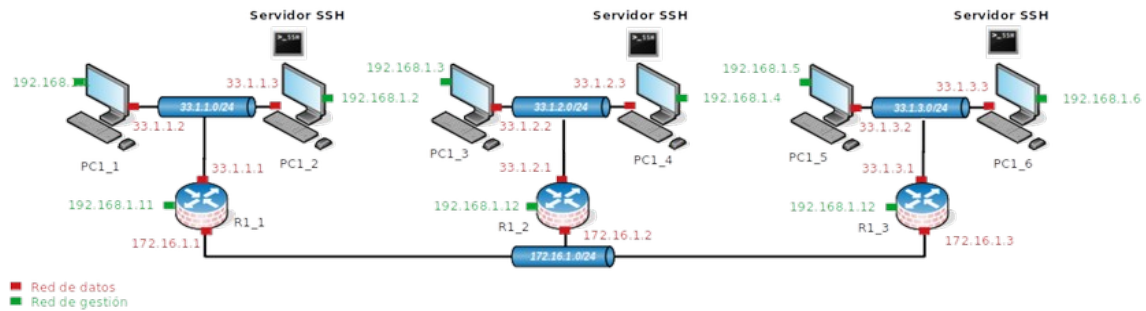 Servidor SSH
Servidor SSH
Servidor SSH
>_SSH
>_SSH
>_SSH
192.168.1.
33.1.1.3
192.168.1.3
33.1.2.3
192.168.1.5
33.1.3.3
33.1.1.0/24
192.168.1.2
33.1.2.0/24
192.168.1.4
33.1.3.0/24
192.168.1.6
33.1.1.2
33.1.2.2
33.1.3.2
PC1_1
PC1_2
PC1_3
PC1_4
PC1_5
PC1_6
33.1.1.1
33.1.2.1
33.1.3.1
192.168.1.11
192.168.1.12
192.168.1.12
R1_1
R1_2
R1_3
172.16.1.1
172.16.1.2
172.16.1.3
172.16.1.0/24
Red de datos
Red de gestión